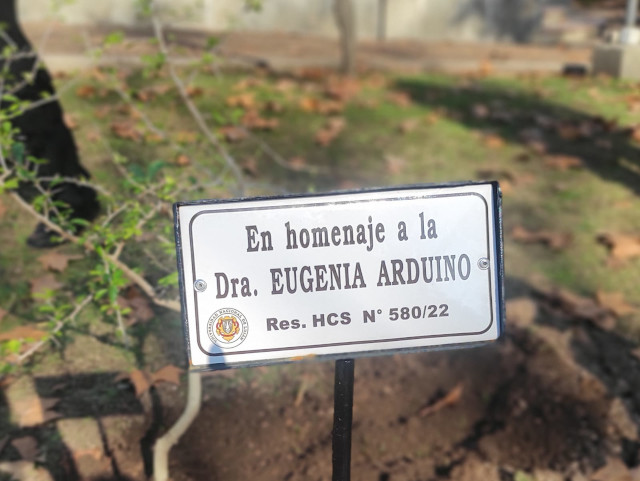 En homenaje a la
Dra. EUGENIA ARDUINO
Res. HCS N° 580/22